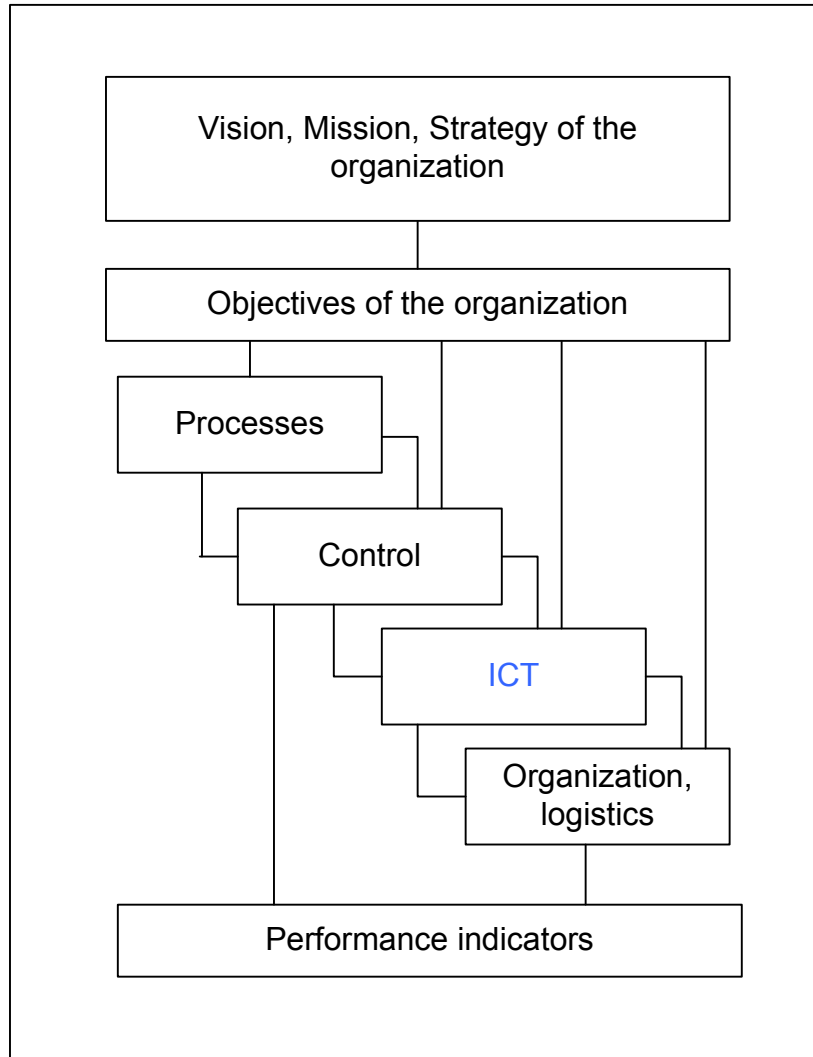 Vision, Mission, Strategy of the
organization
Objectives of the organization
Processes
Control
ICT
Organization,
logistics
Performance indicators